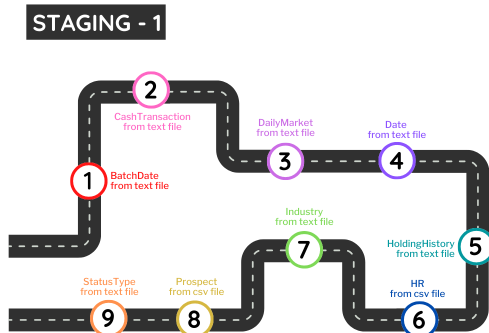 STAGING - 1
1
BatchDate
from text file
2
CashTransaction
from text file
DailyMarket
from text file
3
Date
from text file
4
HoldingHistory
from text file
5
HR
from csv file
6
Industry
from text file
7
Prospect
from csv file
8
StatusType
from text file
9